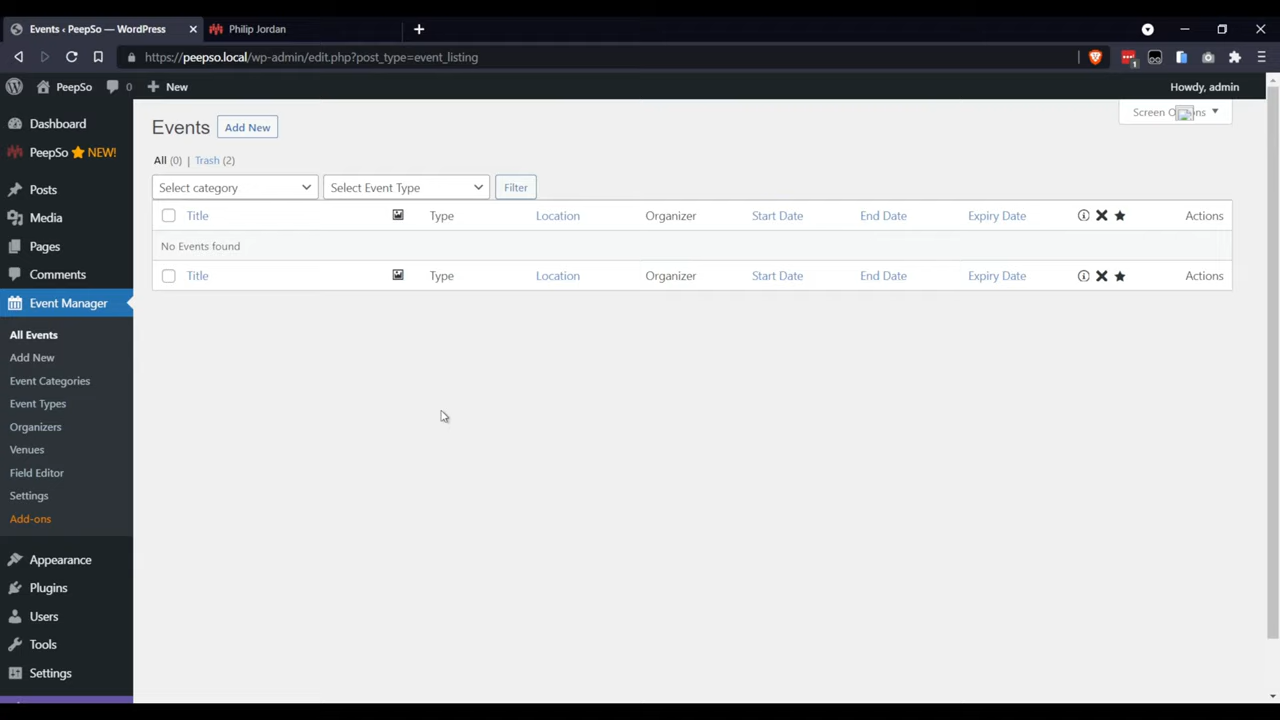 Events ‹ PeepSo — WordPress
Philip Jordan
https://peepso.local/wp-admin/edit.php?post_type=event_listing
1
PeepSo
0
New
Howdy, admin
Dashboard
PeepSo NEW!
Posts
Media
Pages
Comments
Event Manager
All Events
Add New
Event Categories
Event Types
Organizers
Venues
Field Editor
Settings
Add-ons
Appearance
Plugins
Users
Tools
Settings
Screen
Events Add New
All (0) | Trash (2)
Select category Select Event Type Filter
Title Type Location Organizer Start Date End Date Expiry Date Actions
No Events found
Title Type Location Organizer Start Date End Date Expiry Date Actions